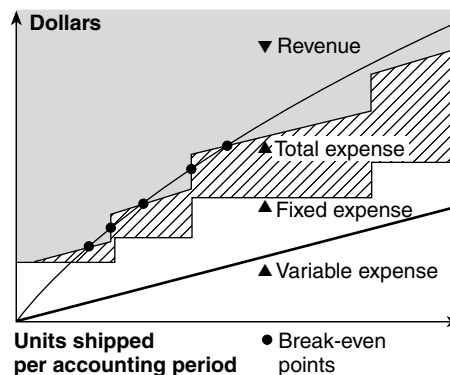 Dollars
▼ Revenue
▲ Total expense
▲ Fixed expense
▲ Variable expense
Units shipped
per accounting period
● Break-even
points